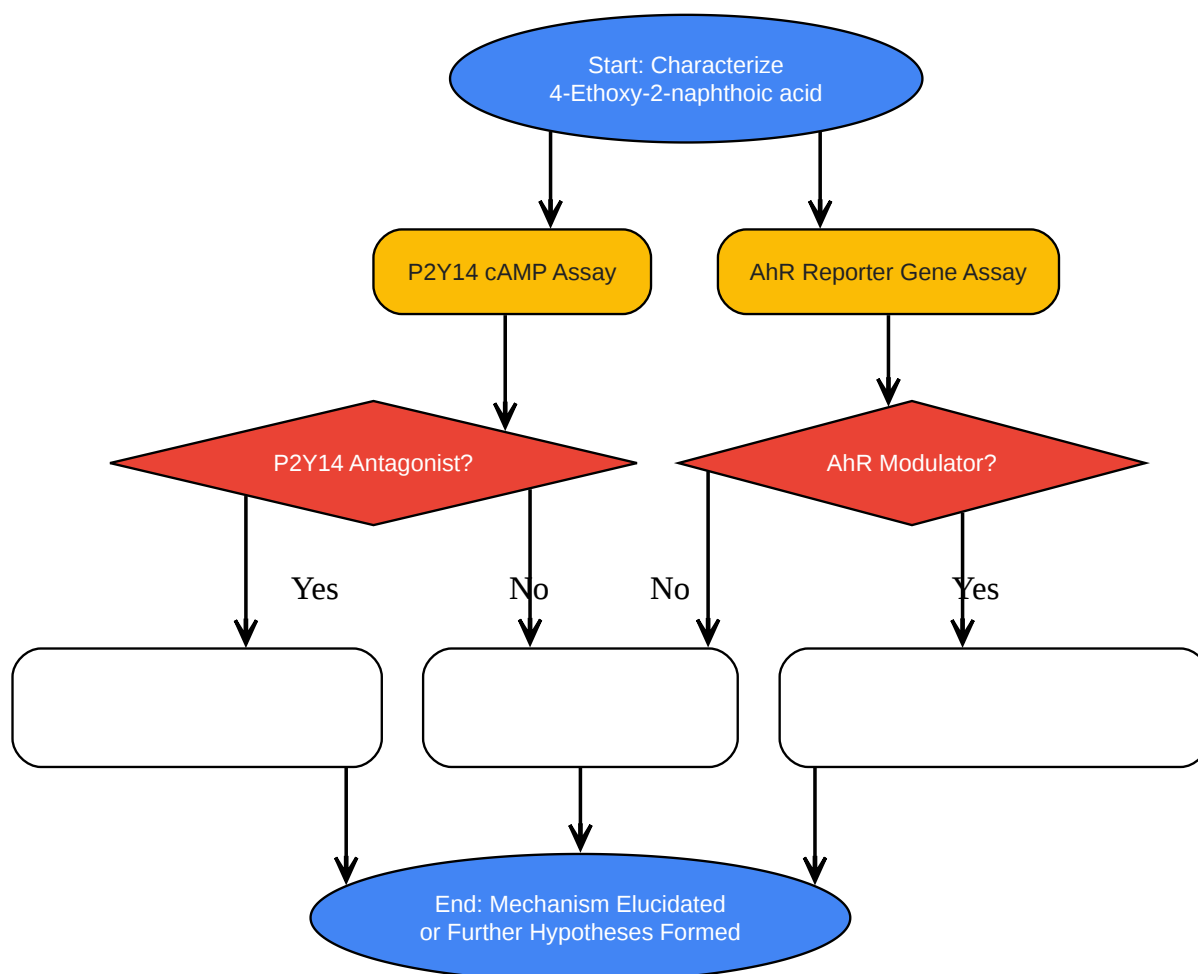 Start: Characterize
4-Ethoxy-2-naphthoic acid
P2Y14 cAMP Assay
AhR Reporter Gene Assay
P2Y14 Antagonist?
AhR Modulator?
Yes
No
No
Yes
End: Mechanism Elucidated
or Further Hypotheses Formed